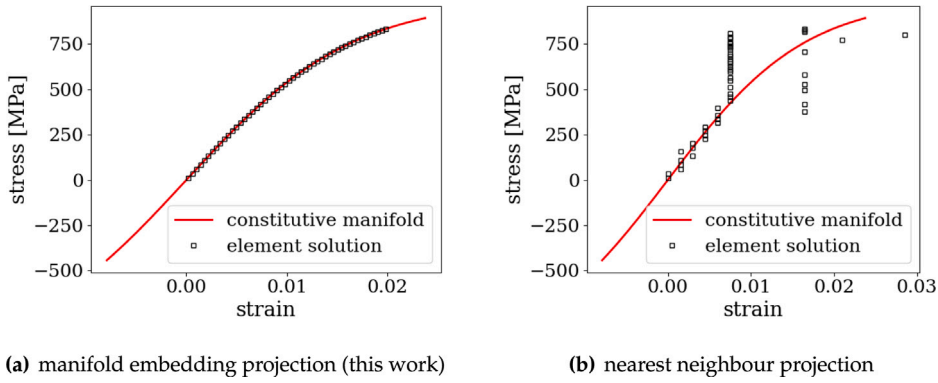 750
500
250
0
−250
−500
stress [MPa]
constitutive manifold
element solution
0.00
0.01
0.02
strain
(a) manifold embedding projection (this work)
750
500
250
0
−250
−500
stress [MPa]
constitutive manifold
element solution
0.00
0.01
0.02
0.03
strain
(b) nearest neighbour projection